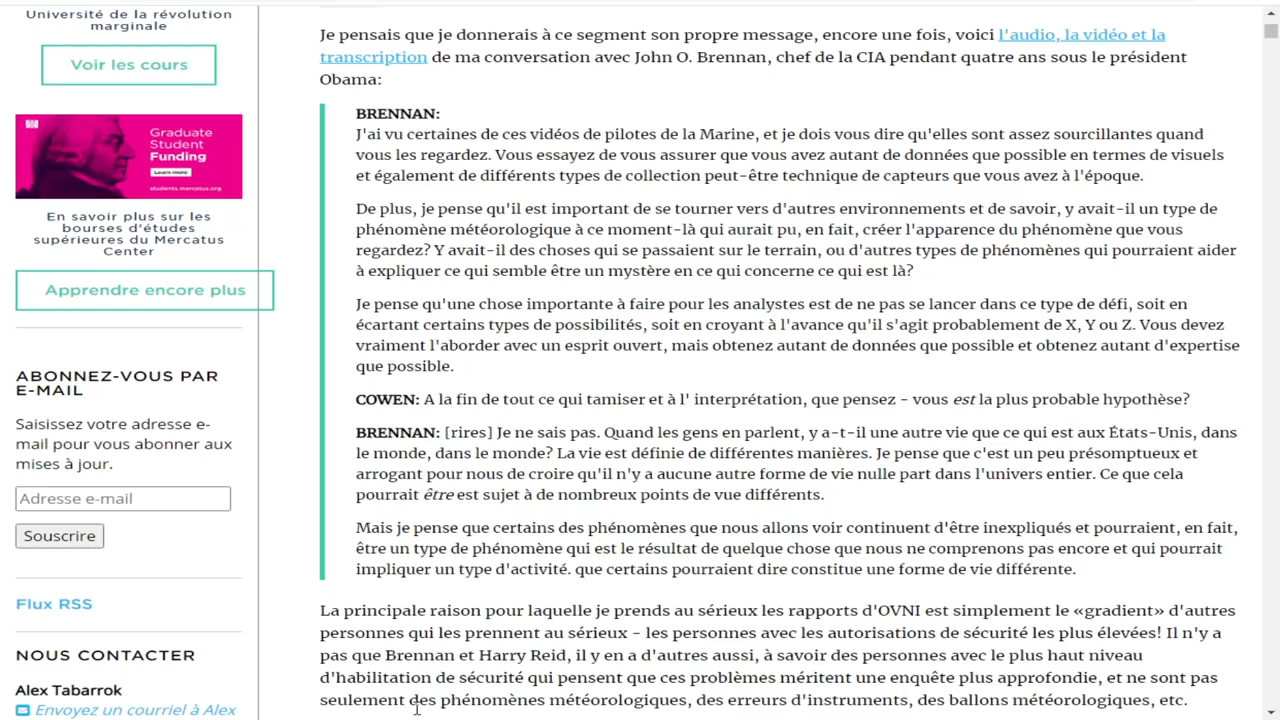 Université de la révolution
marginale
Voir les cours
Graduate
Student
Funding
Learn more
students.mercatus.org
En savoir plus sur les
bourses d'études
supérieures du Mercatus
Center
Apprendre encore plus
ABONNEZ-VOUS PAR
E-MAIL
Saisissez votre adresse e-
mail pour vous abonner aux
mises à jour.
Adresse e-mail
Souscrire
Flux RSS
NOUS CONTACTER
Alex Tabarrok
Envoyez un courriel à Alex
Je pensais que je donnerais à ce segment son propre message, encore une fois, voici l'audio, la vidéo et la
transcription de ma conversation avec John O. Brennan, chef de la CIA pendant quatre ans sous le président
Obama:
BRENNAN:
J'ai vu certaines de ces vidéos de pilotes de la Marine, et je dois vous dire qu'elles sont assez sourcillantes quand
vous les regardez. Vous essayez de vous assurer que vous avez autant de données que possible en termes de visuels
et également de différents types de collection peut-être technique de capteurs que vous avez à l'époque.
De plus, je pense qu'il est important de se tourner vers d'autres environnements et de savoir, y avait-il un type de
phénomène météorologique à ce moment-là qui aurait pu, en fait, créer l'apparence du phénomène que vous
regardez? Y avait-il des choses qui se passaient sur le terrain, ou d'autres types de phénomènes qui pourraient aider
à expliquer ce qui semble être un mystère en ce qui concerne ce qui est là?
Je pense qu'une chose importante à faire pour les analystes est de ne pas se lancer dans ce type de défi, soit en
écartant certains types de possibilités, soit en croyant à l'avance qu'il s'agit probablement de X, Y ou Z. Vous devez
vraiment l'aborder avec un esprit ouvert, mais obtenez autant de données que possible et obtenez autant d'expertise
que possible.
COWEN: A la fin de tout ce qui tamiser et à l' interprétation, que pensez - vous est la plus probable hypothèse?
BRENNAN: [rires] Je ne sais pas. Quand les gens en parlent, y a-t-il une autre vie que ce qui est aux États-Unis, dans
le monde, dans le monde? La vie est définie de différentes manières. Je pense que c'est un peu présomptueux et
arrogant pour nous de croire qu'il n'y a aucune autre forme de vie nulle part dans l'univers entier. Ce que cela
pourrait être est sujet à de nombreux points de vue différents.
Mais je pense que certains des phénomènes que nous allons voir continuent d'être inexpliqués et pourraient, en fait,
être un type de phénomène qui est le résultat de quelque chose que nous ne comprenons pas encore et qui pourrait
impliquer un type d'activité. que certains pourraient dire constitue une forme de vie différente.
La principale raison pour laquelle je prends au sérieux les rapports d'OVNI est simplement le «gradient» d'autres
personnes qui les prennent au sérieux – les personnes avec les autorisations de sécurité les plus élevées! Il n'y a
pas que Brennan et Harry Reid, il y en a d'autres aussi, à savoir des personnes avec le plus haut niveau
d'habilitation de sécurité qui pensent que ces problèmes méritent une enquête plus approfondie, et ne sont pas
seulement des phénomènes météorologiques, des erreurs d'instruments, des ballons météorologiques, etc.